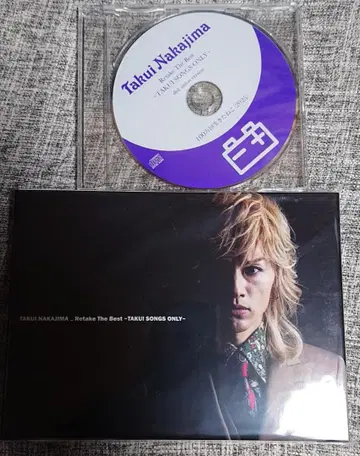 Takui Nakajima
Retake The Best
~TAKUI SONGS ONLY~
TAKUI NAKAJIMA _ Retake The Best ~TAKUI SONGS ONLY~